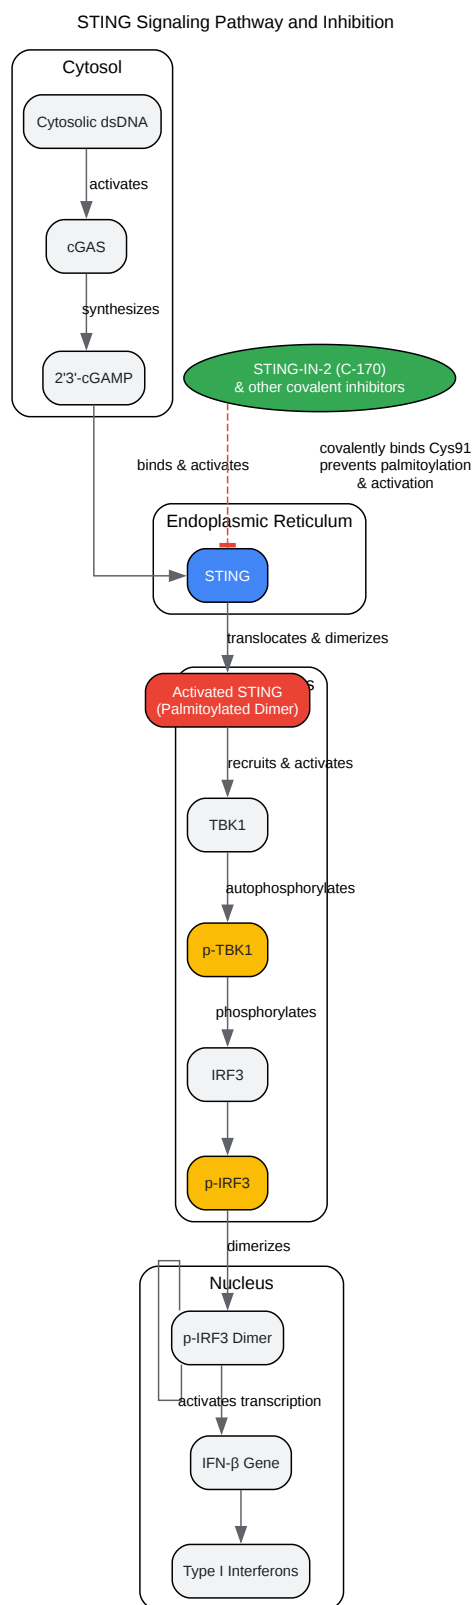 STING Signaling Pathway and Inhibition
Cytosol
Cytosolic dsDNA
activates
cGAS
synthesizes
2'3'-cGAMP
STING-IN-2 (C-170)
& other covalent inhibitors
binds & activates
covalently binds Cys91
prevents palmitoylation
& activation
Endoplasmic Reticulum
STING
translocates & dimerizes
Activated STING
(Palmitoylated Dimer)
recruits & activates
TBK1
autophosphorylates
p-TBK1
phosphorylates
IRF3
p-IRF3
dimerizes
Nucleus
p-IRF3 Dimer
activates transcription
IFN-β Gene
Type I Interferons